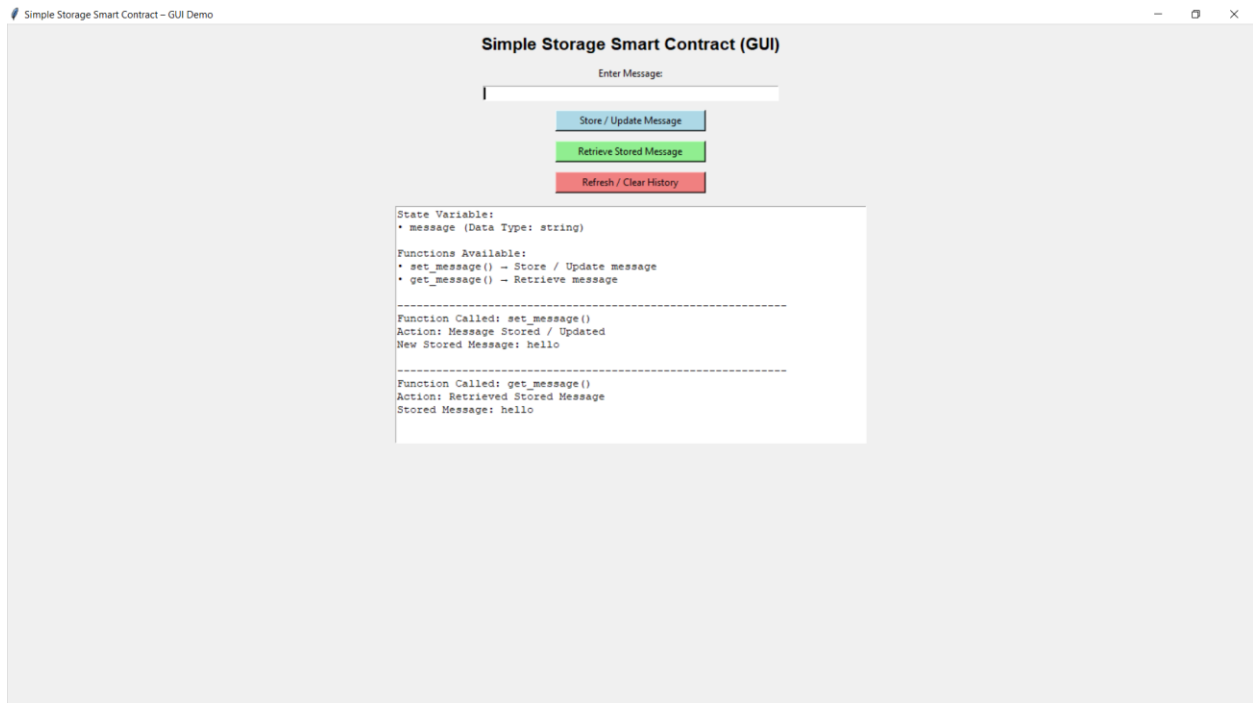 Simple Storage Smart Contract – GUI Demo
Simple Storage Smart Contract (GUI)
Enter Message:
Store / Update Message
Retrieve Stored Message
Refresh / Clear History
State Variable:
• message (Data Type: string)
Functions Available:
• set_message() → Store / Update message
• get_message() → Retrieve message
------------------------------------------------------------
Function Called: set_message()
Action: Message Stored / Updated
New Stored Message: hello
------------------------------------------------------------
Function Called: get_message()
Action: Retrieved Stored Message
Stored Message: hello